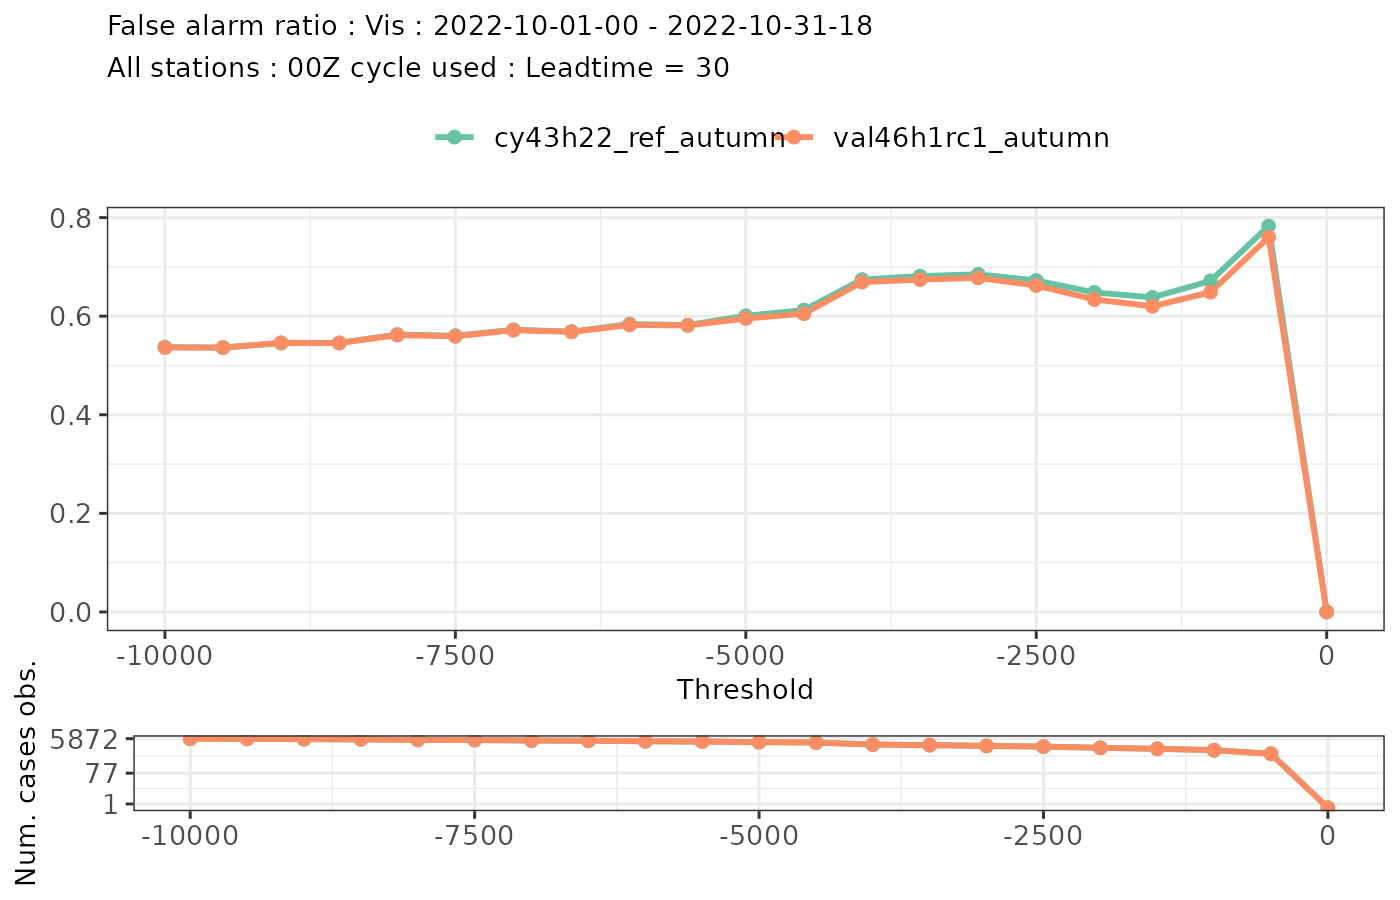 False alarm ratio : Vis : 2022-10-01-00 - 2022-10-31-18
All stations : 00Z cycle used : Leadtime = 30
cy43h22_ref_autumn val46h1rc1_autumn
0.8
0.6
0.4
0.2
0.0
-10000 -7500 -5000 -2500 0
Threshold
Num. cases obs.
5872
77
1
-10000 -7500 -5000 -2500 0